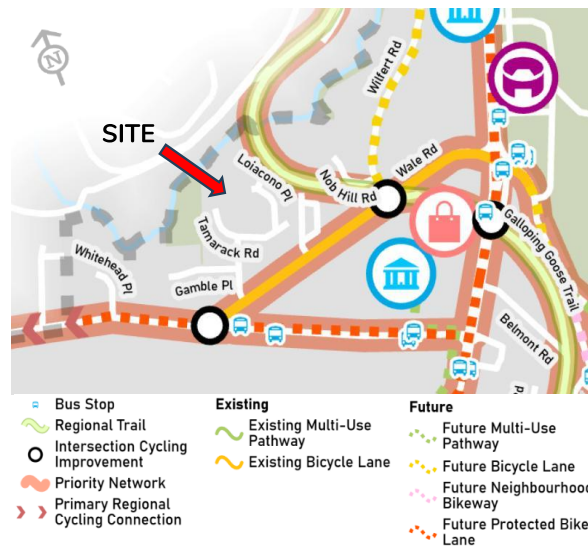 N
SITE
Wilfert Rd
Wale Rd
Loiacono Pl
Nob Hill Rd
Tamarack Rd
Galloping Goose Trail
Whitehead Pl
Gamble Pl
Belmont Rd
Bus Stop
Regional Trail
Intersection Cycling
Improvement
Priority Network
Primary Regional
Cycling Connection
Existing
Existing Multi-Use
Pathway
Existing Bicycle Lane
Future
Future Multi-Use
Pathway
Future Bicycle Lane
Future Neighbourhood
Bikeway
Future Protected Bike
Lane